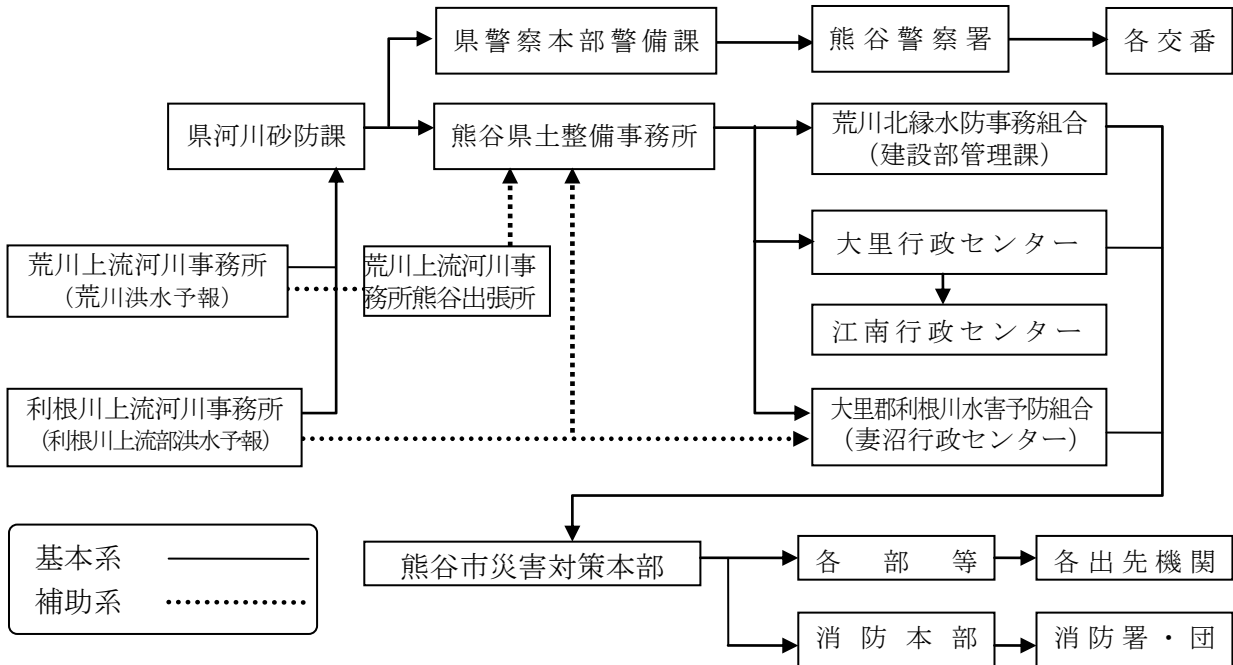 県警察本部警備課
熊谷警察署
各交番
県河川砂防課
熊谷県土整備事務所
荒川北縁水防事務組合
（建設部管理課）
大里行政センター
荒川上流河川事務所
（荒川洪水予報）
荒川上流河川事
務所熊谷出張所
江南行政センター
利根川上流河川事務所
（利根川上流部洪水予報）
大里郡利根川水害予防組合
（妻沼行政センター）
基本系
補助系
熊谷市災害対策本部
各部等
各出先機関
消防本部
消防署・団